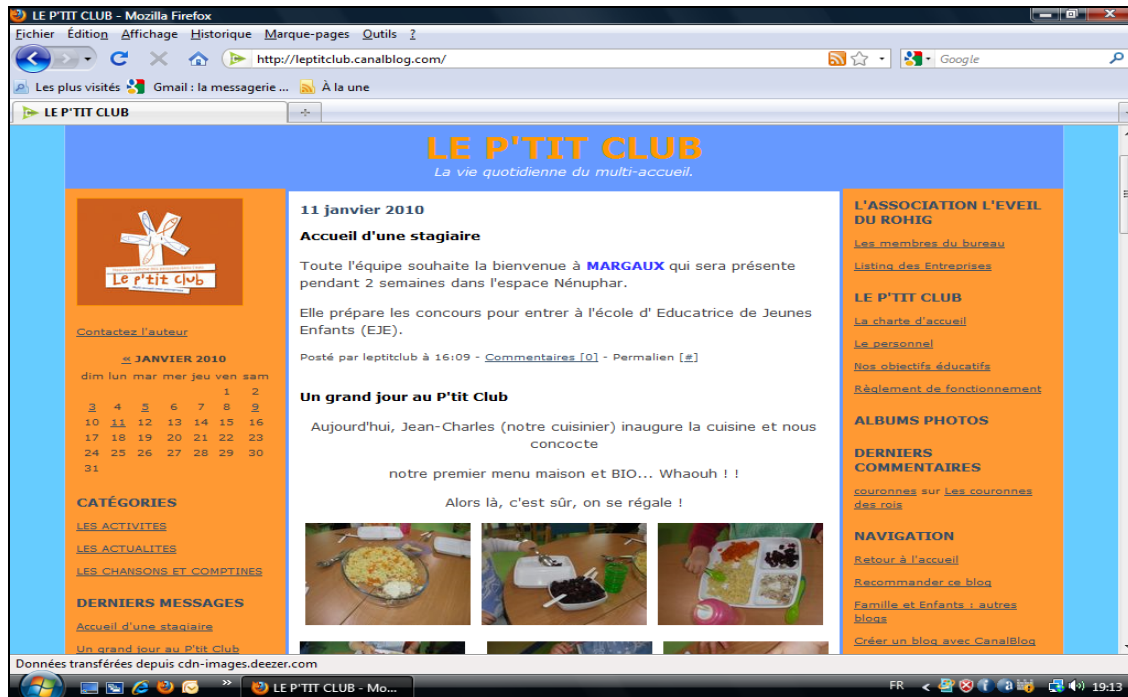 LE P'TIT CLUB - Mozilla Firefox
Fichier Édition Affichage Historique Marque-pages Outils ?
http://leptitclub.canalblog.com/
Google
Les plus visités Gmail : la messagerie ... À la une
LE P'TIT CLUB
LE P'TIT CLUB
La vie quotidienne du multi-accueil.
Le p'tit club
Contactez l'auteur
« JANVIER 2010
dim lun mar mer jeu ven sam
1 2
3 4 5 6 7 8 9
10 11 12 13 14 15 16
17 18 19 20 21 22 23
24 25 26 27 28 29 30
31
CATÉGORIES
LES ACTIVITES
LES ACTUALITES
LES CHANSONS ET COMPTINES
DERNIERS MESSAGES
Accueil d'une stagiaire
Un grand jour au P'tit Club
11 janvier 2010
Accueil d'une stagiaire
Toute l'équipe souhaite la bienvenue à MARGAUX qui sera présente
pendant 2 semaines dans l'espace Nénuphar.
Elle prépare les concours pour entrer à l'école d' Educatrice de Jeunes
Enfants (EJE).
Posté par leptitclub à 16:09 - Commentaires [0] - Permalien [#]
Un grand jour au P'tit Club
Aujourd'hui, Jean-Charles (notre cuisinier) inaugure la cuisine et nous
concocte
notre premier menu maison et BIO... Whaouh ! !
Alors là, c'est sûr, on se régale !
L'ASSOCIATION L'EVEIL
DU ROHIG
Les membres du bureau
Listing des Entreprises
LE P'TIT CLUB
La charte d'accueil
Le personnel
Nos objectifs éducatifs
Règlement de fonctionnement
ALBUMS PHOTOS
DERNIERS
COMMENTAIRES
couronnes sur Les couronnes
des rois
NAVIGATION
Retour à l'accueil
Recommander ce blog
Famille et Enfants : autres
blogs
Créer un blog avec CanalBlog
Données transférées depuis cdn-images.deezer.com
LE P'TIT CLUB - Mo...
FR
19:13